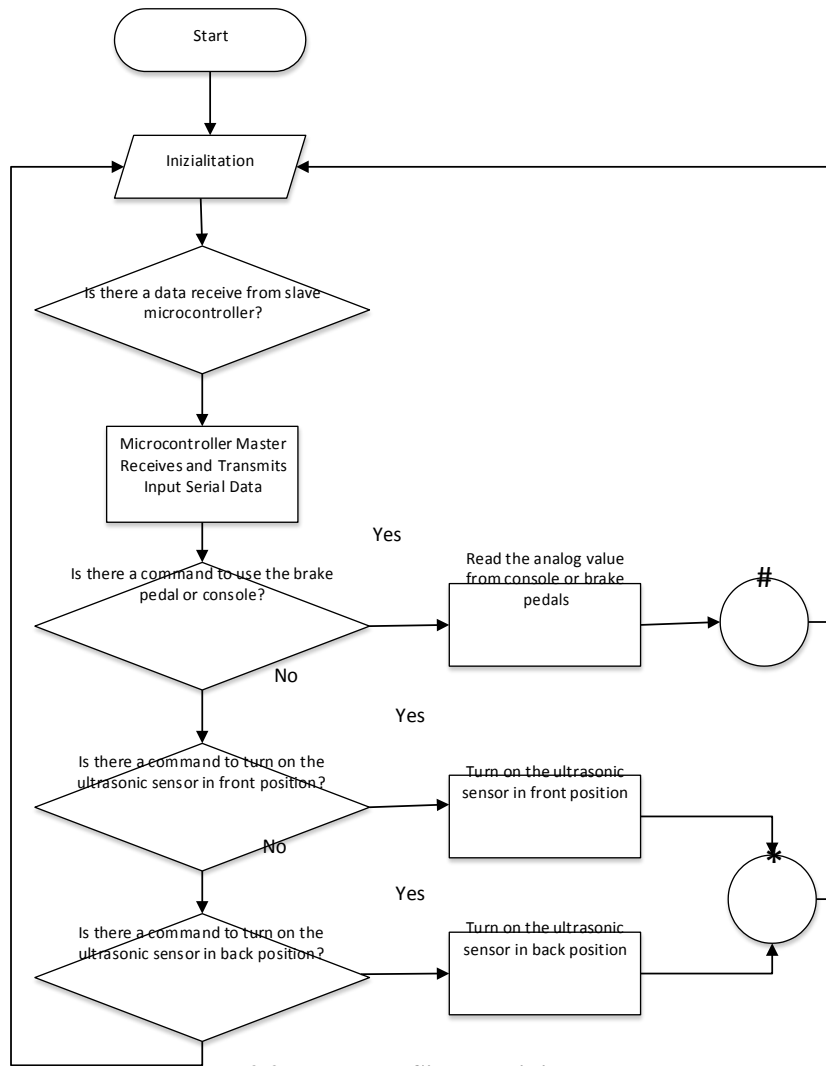 Start
Inizialitation
Is there a data receive from slave
microcontroller?
Microcontroller Master
Receives and Transmits
Input Serial Data
Yes
Is there a command to use the brake
pedal or console?
Read the analog value
from console or brake
pedals
#
No
Yes
Is there a command to turn on the
ultrasonic sensor in front position?
Turn on the ultrasonic
sensor in front position
No
*
Yes
Is there a command to turn on the
ultrasonic sensor in back position?
Turn on the ultrasonic
sensor in back position